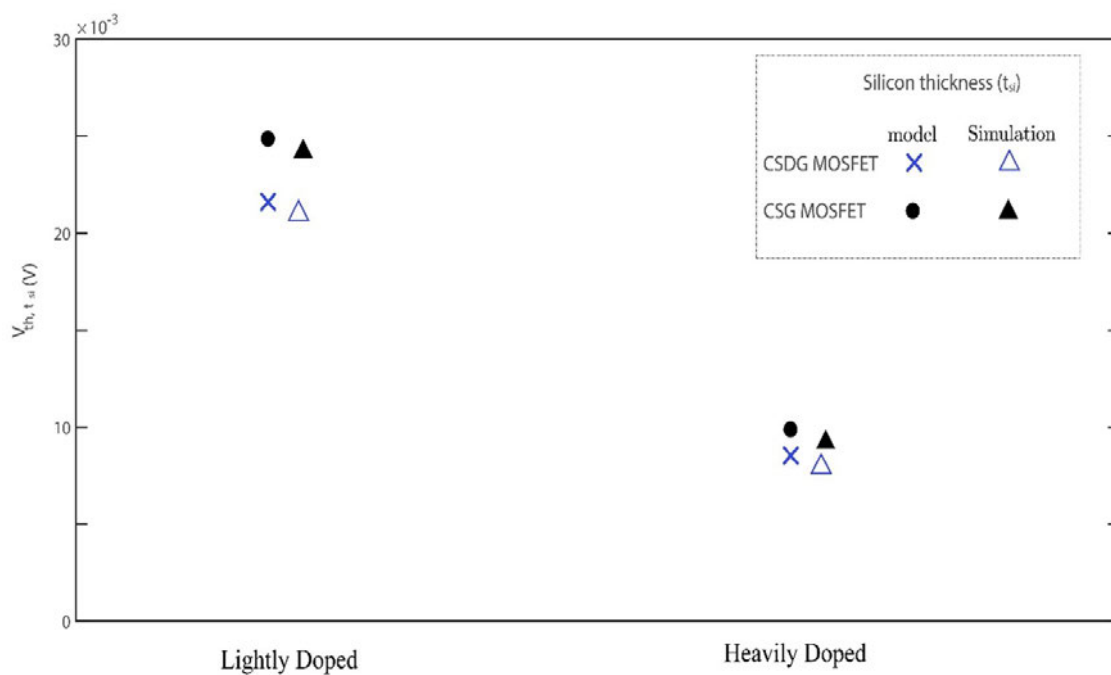 ×10⁻³
30
20
10
0
V_th, t_si (V)
Silicon thickness (t_si)
model Simulation
CSDG MOSFET
CSG MOSFET
Lightly Doped
Heavily Doped